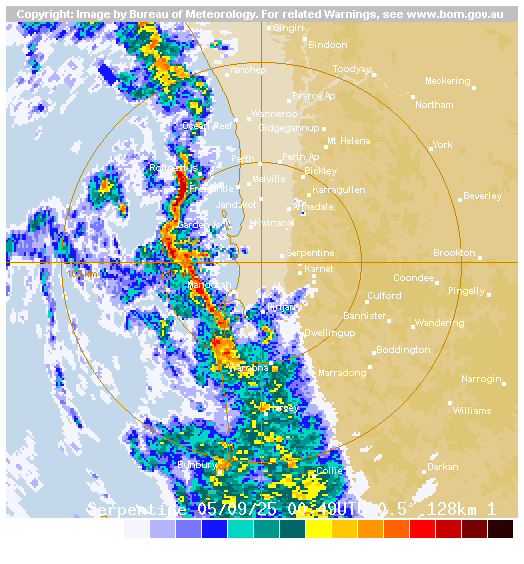 Copyright: Image by Bureau of Meteorology. For related Warnings, see www.bom.gov.au
Gingin
Bindoon
Yanchep
Toodyay
Meckering
Pearce Ap
Northam
Wanneroo
Ocean Reef
Gidgegannup
Mt Helena
York
Perth
Perth Ap
Rottnest Is
Bickley
Melville
Fremantle
Karragullen
Beverley
Jandakot
Armadale
Garden Is
Kwinana
Serpentine
Brookton
Karnet
100km
Coondee
Mandurah
Pingelly
Culford
Bannister
Wandering
Dwellingup
Boddington
Waroona
Marradong
Narrogin
Harvey
Williams
Bunbury
Collie
Darkan
Serpentine 05/09/25 00:49UTC 0.5° 128km 1